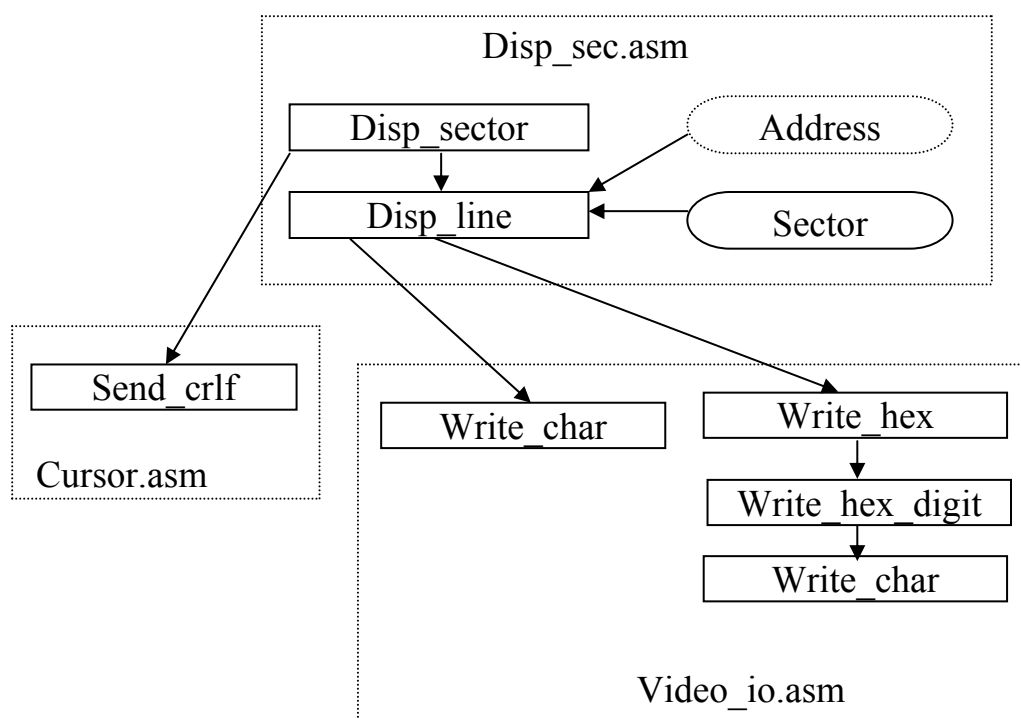 Disp_sec.asm
Disp_sector
Address
Disp_line
Sector
Send_crlf
Cursor.asm
Write_char
Write_hex
Write_hex_digit
Write_char
Video_io.asm